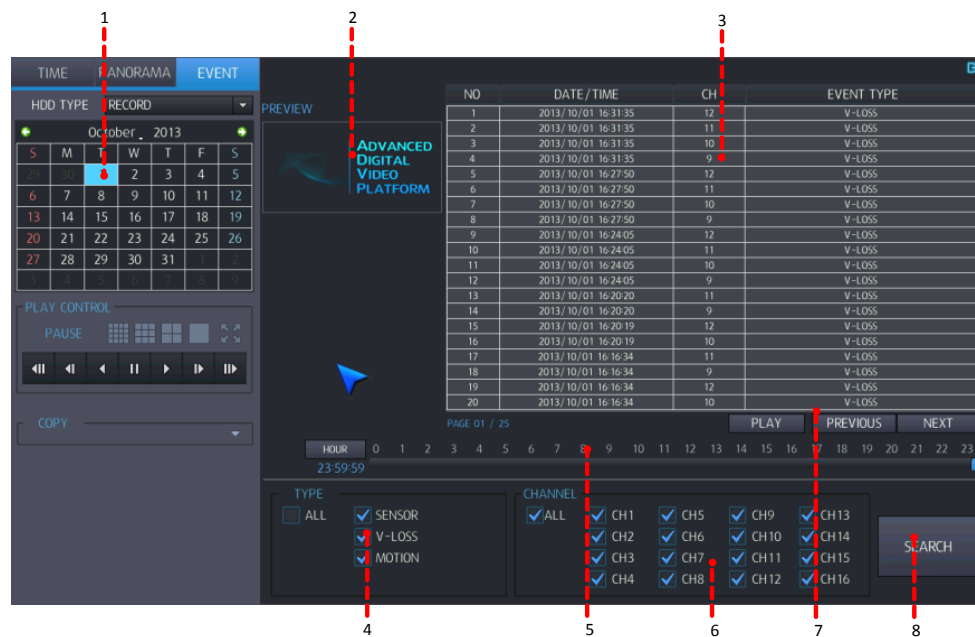 1 2 3
TIME PANORAMA EVENT
HDD TYPE RECORD
October 2013
S M T W T F S
29 30 1 2 3 4 5
6 7 8 9 10 11 12
13 14 15 16 17 18 19
20 21 22 23 24 25 26
27 28 29 30 31 1 2
3 4 5 6 7 8 9
PLAY CONTROL
PAUSE
COPY
PREVIEW
ADVANCED
DIGITAL
VIDEO
PLATFORM
NO DATE/TIME CH EVENT TYPE
1 2013/10/01 16:31:35 12 V-LOSS
2 2013/10/01 16:31:35 11 V-LOSS
3 2013/10/01 16:31:35 10 V-LOSS
4 2013/10/01 16:31:35 9 V-LOSS
5 2013/10/01 16:27:50 12 V-LOSS
6 2013/10/01 16:27:50 11 V-LOSS
7 2013/10/01 16:27:50 10 V-LOSS
8 2013/10/01 16:27:50 9 V-LOSS
9 2013/10/01 16:24:05 12 V-LOSS
10 2013/10/01 16:24:05 11 V-LOSS
11 2013/10/01 16:24:05 10 V-LOSS
12 2013/10/01 16:24:05 9 V-LOSS
13 2013/10/01 16:20:20 11 V-LOSS
14 2013/10/01 16:20:20 9 V-LOSS
15 2013/10/01 16:20:19 12 V-LOSS
16 2013/10/01 16:20:19 10 V-LOSS
17 2013/10/01 16:16:34 11 V-LOSS
18 2013/10/01 16:16:34 9 V-LOSS
19 2013/10/01 16:16:34 12 V-LOSS
20 2013/10/01 16:16:34 10 V-LOSS
PAGE 01 / 25 PLAY PREVIOUS NEXT
HOUR 0 1 2 3 4 5 6 7 8 9 10 11 12 13 14 15 16 17 18 19 20 21 22 23
23:59:59
TYPE
ALL SENSOR
V-LOSS
MOTION
CHANNEL
ALL CH1 CH5 CH9 CH13
CH2 CH6 CH10 CH14
CH3 CH7 CH11 CH15
CH4 CH8 CH12 CH16
SEARCH
4 5 6 7 8